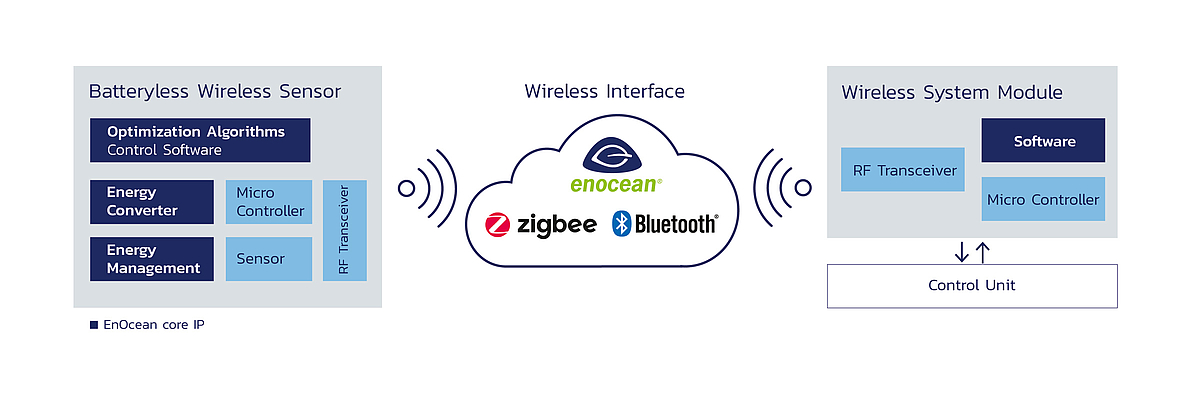 Batteryless Wireless Sensor
Optimization Algorithms
Control Software
Energy
Converter
Micro
Controller
RF Transceiver
Energy
Management
Sensor
EnOcean core IP
Wireless Interface
enocean®
zigbee
Bluetooth®
Wireless System Module
Software
RF Transceiver
Micro Controller
Control Unit